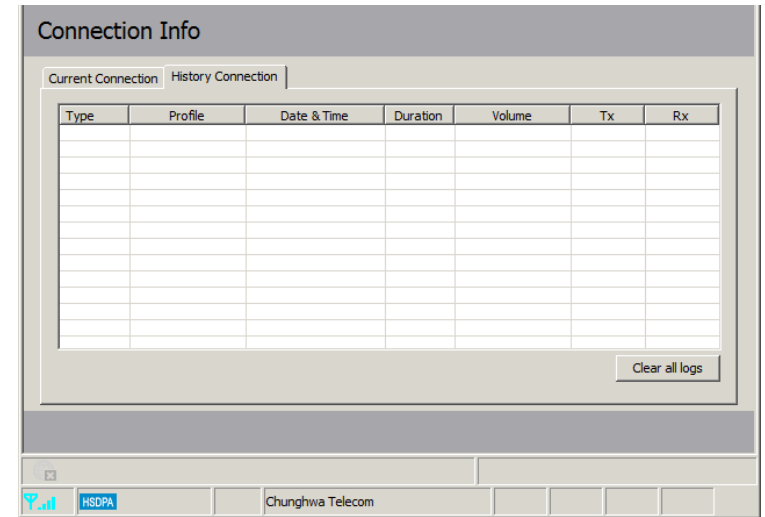 Connection Info
Current Connection History Connection
Type Profile Date & Time Duration Volume Tx Rx
Clear all logs
HSDPA Chunghwa Telecom